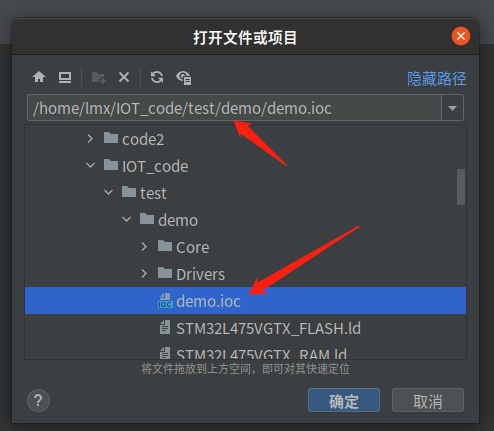 打开文件或项目
隐藏路径
/home/lmx/IOT_code/test/demo/demo.ioc
code2
IOT_code
test
demo
Core
Drivers
IOC demo.ioc
STM32L475VGTX_FLASH.ld
STM32L475VGTX_RAM.ld
将文件拖放到上方空间，即可对其快速定位
?
确定
取消